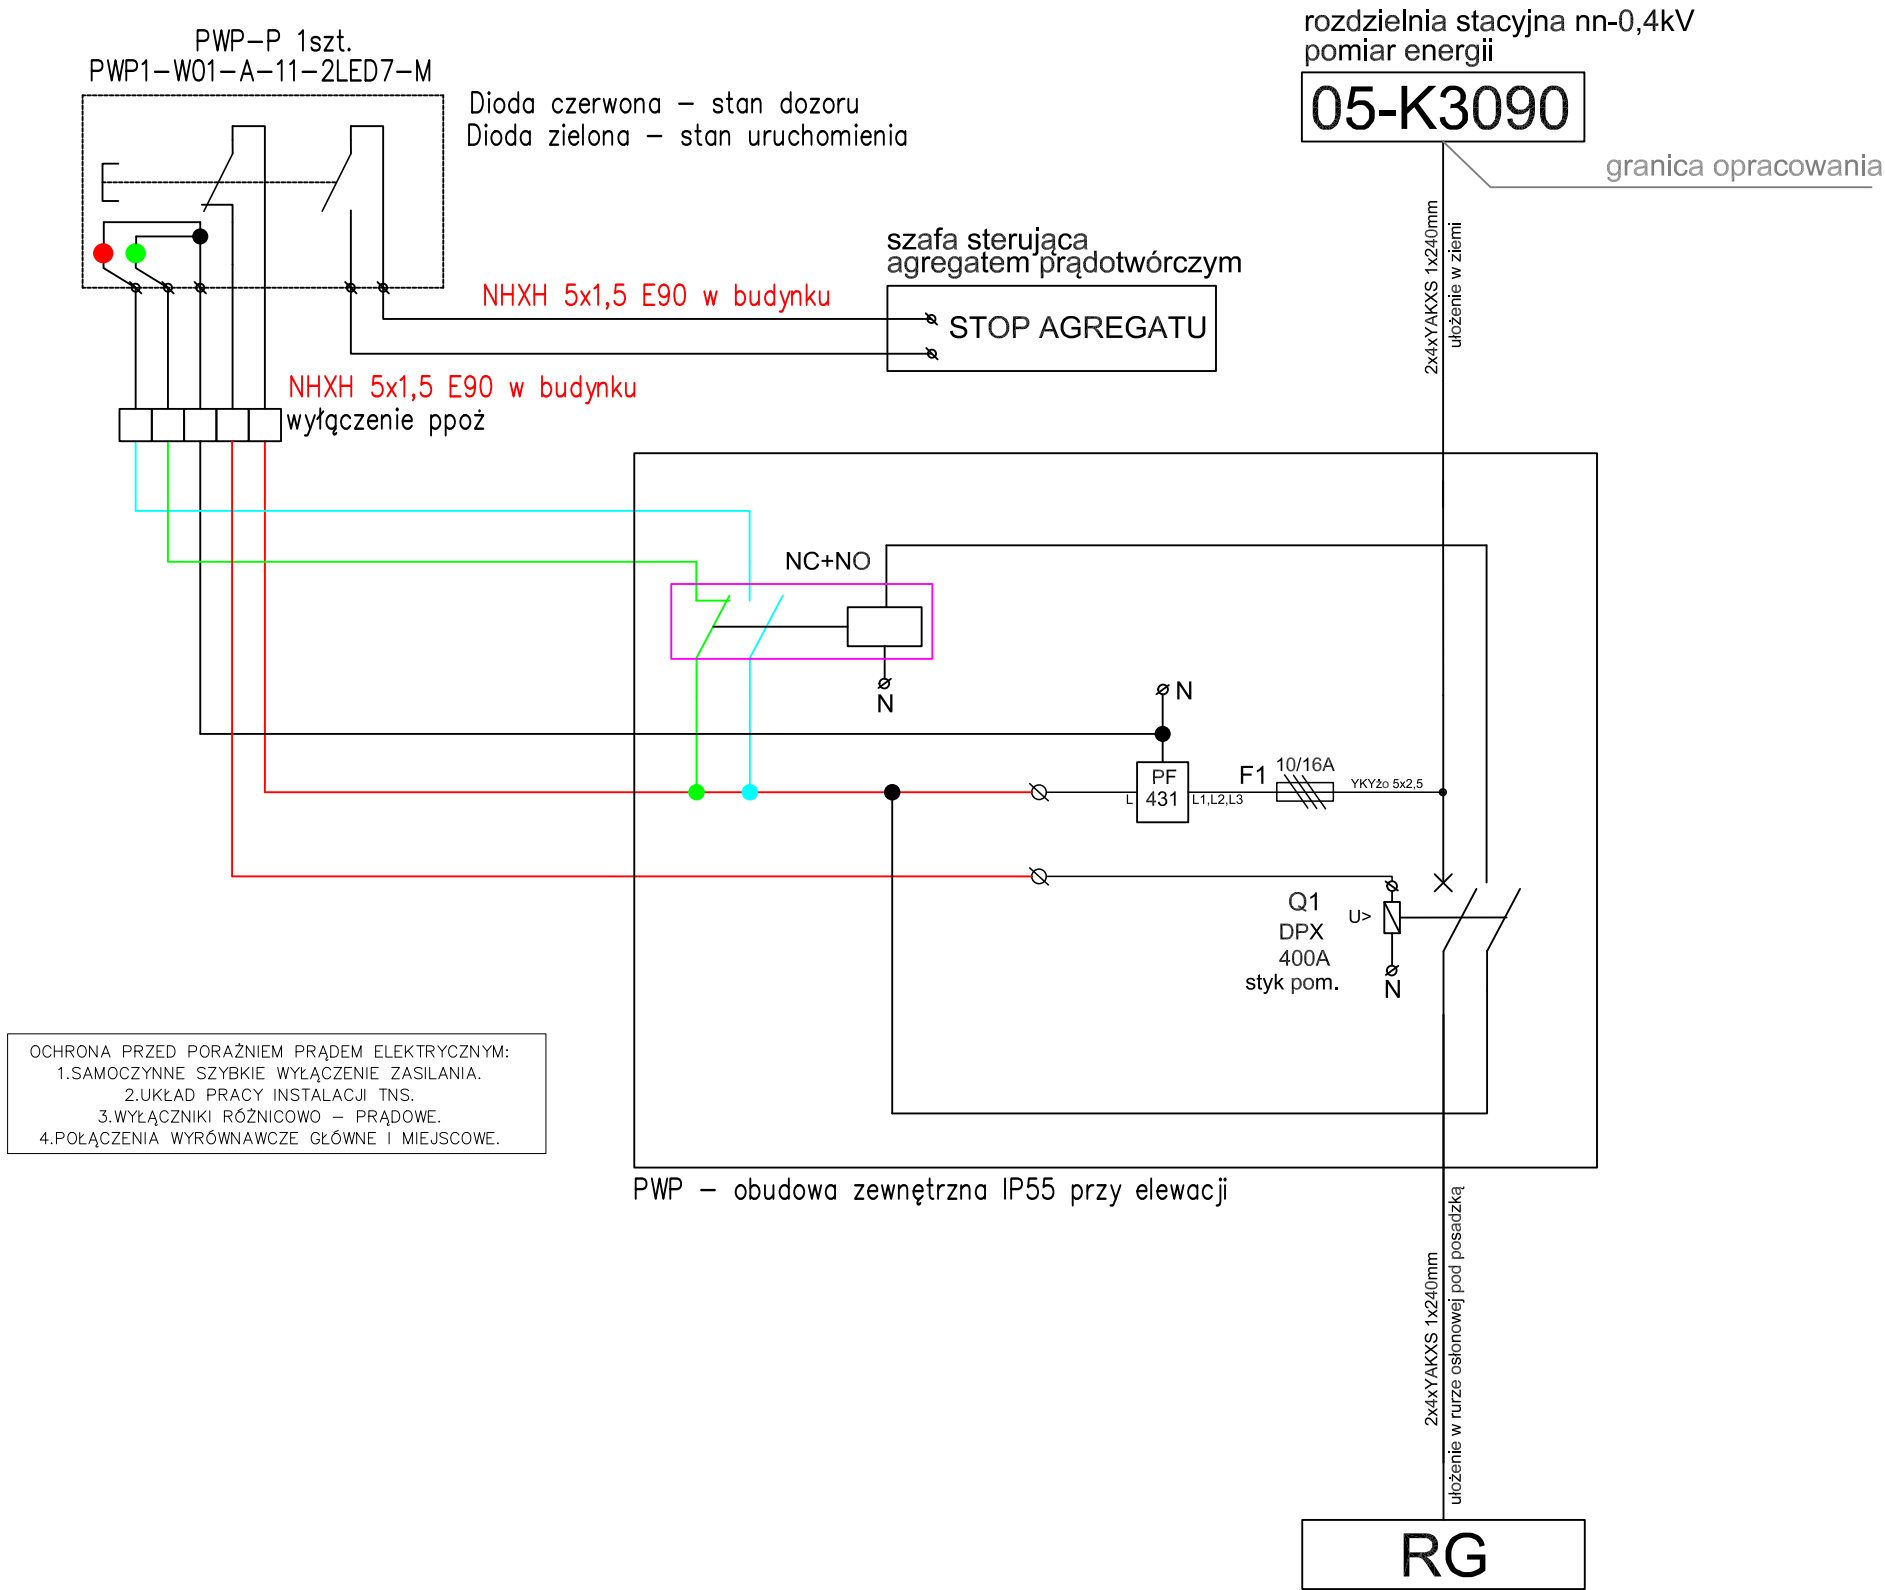 PWP-P 1szt.
PWP1-W01-A-11-2LED7-M
Dioda czerwona - stan dozoru
Dioda zielona - stan uruchomienia
rozdzielnia stacyjna nn-0,4kV
pomiar energii
05-K3090
granica opracowania
2x4xYAKXS 1x240mm
ułożenie w ziemi
szafa sterująca
agregatem prądotwórczym
STOP AGREGATU
NHXH 5x1,5 E90 w budynku
NHXH 5x1,5 E90 w budynku
wyłączenie ppoż
NC+NO
N
N
PF
431
L
L1,L2,L3
F1
10/16A
YKYżo 5x2,5
Q1
DPX
400A
styk pom.
U>
N
OCHRONA PRZED PORAŻNIEM PRĄDEM ELEKTRYCZNYM:
1.SAMOCZYNNE SZYBKIE WYŁĄCZENIE ZASILANIA.
2.UKŁAD PRACY INSTALACJI TNS.
3.WYŁĄCZNIKI RÓŻNICOWO - PRĄDOWE.
4.POŁĄCZENIA WYRÓWNAWCZE GŁÓWNE I MIEJSCOWE.
PWP - obudowa zewnętrzna IP55 przy elewacji
2x4xYAKXS 1x240mm
ułożenie w rurze osłonowej pod posadzką
RG